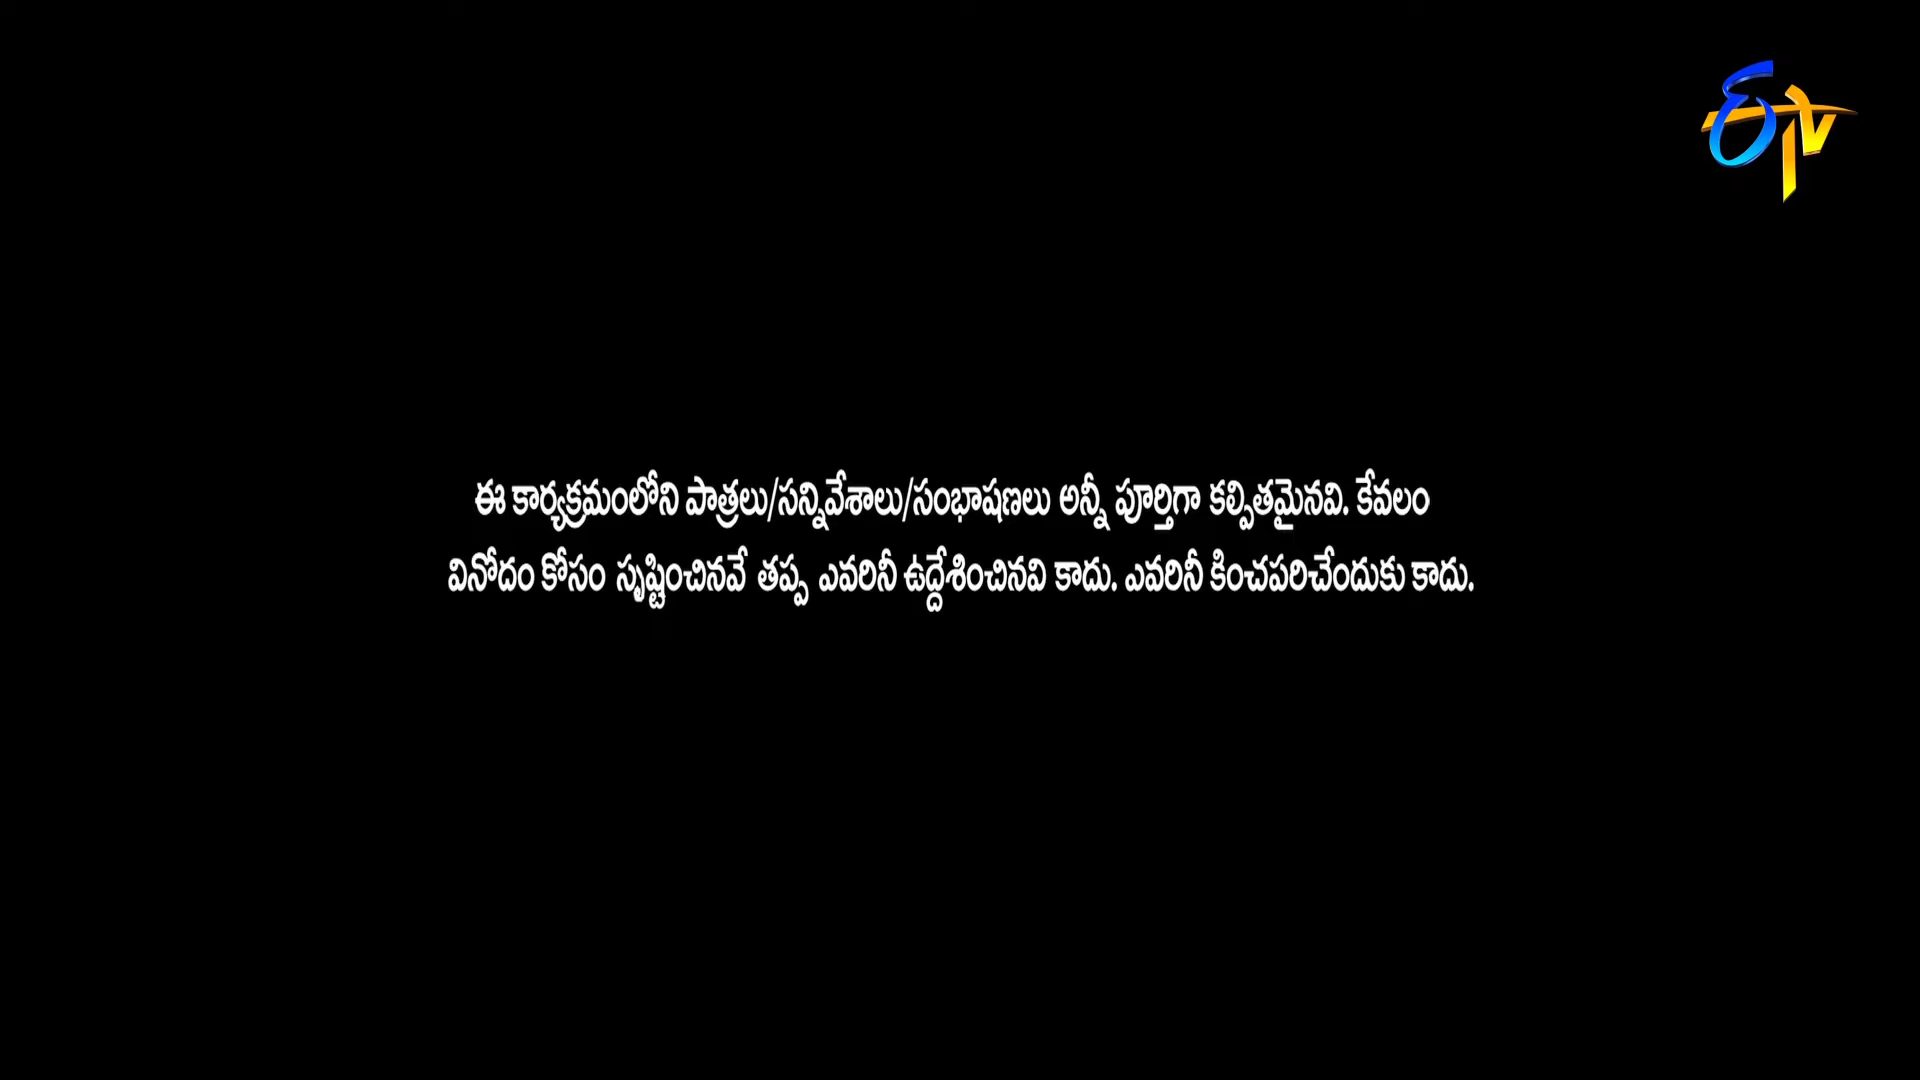 ETV
ఈ కార్యక్రమంలోని పాత్రలు/సన్నివేశాలు/సంభాషణలు అన్నీ పూర్తిగా కల్పితమైనవి. కేవలం
వినోదం కోసం సృష్టించినవే తప్ప ఎవరినీ ఉద్దేశించినవి కాదు. ఎవరినీ కించపరిచేందుకు కాదు.